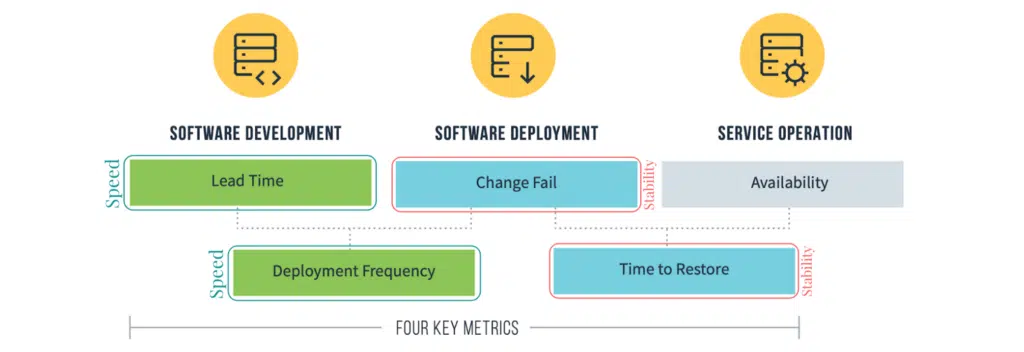 SOFTWARE DEVELOPMENT
SOFTWARE DEPLOYMENT
SERVICE OPERATION
Speed
Lead Time
Change Fail
Stability
Availability
Speed
Deployment Frequency
Time to Restore
Stability
FOUR KEY METRICS